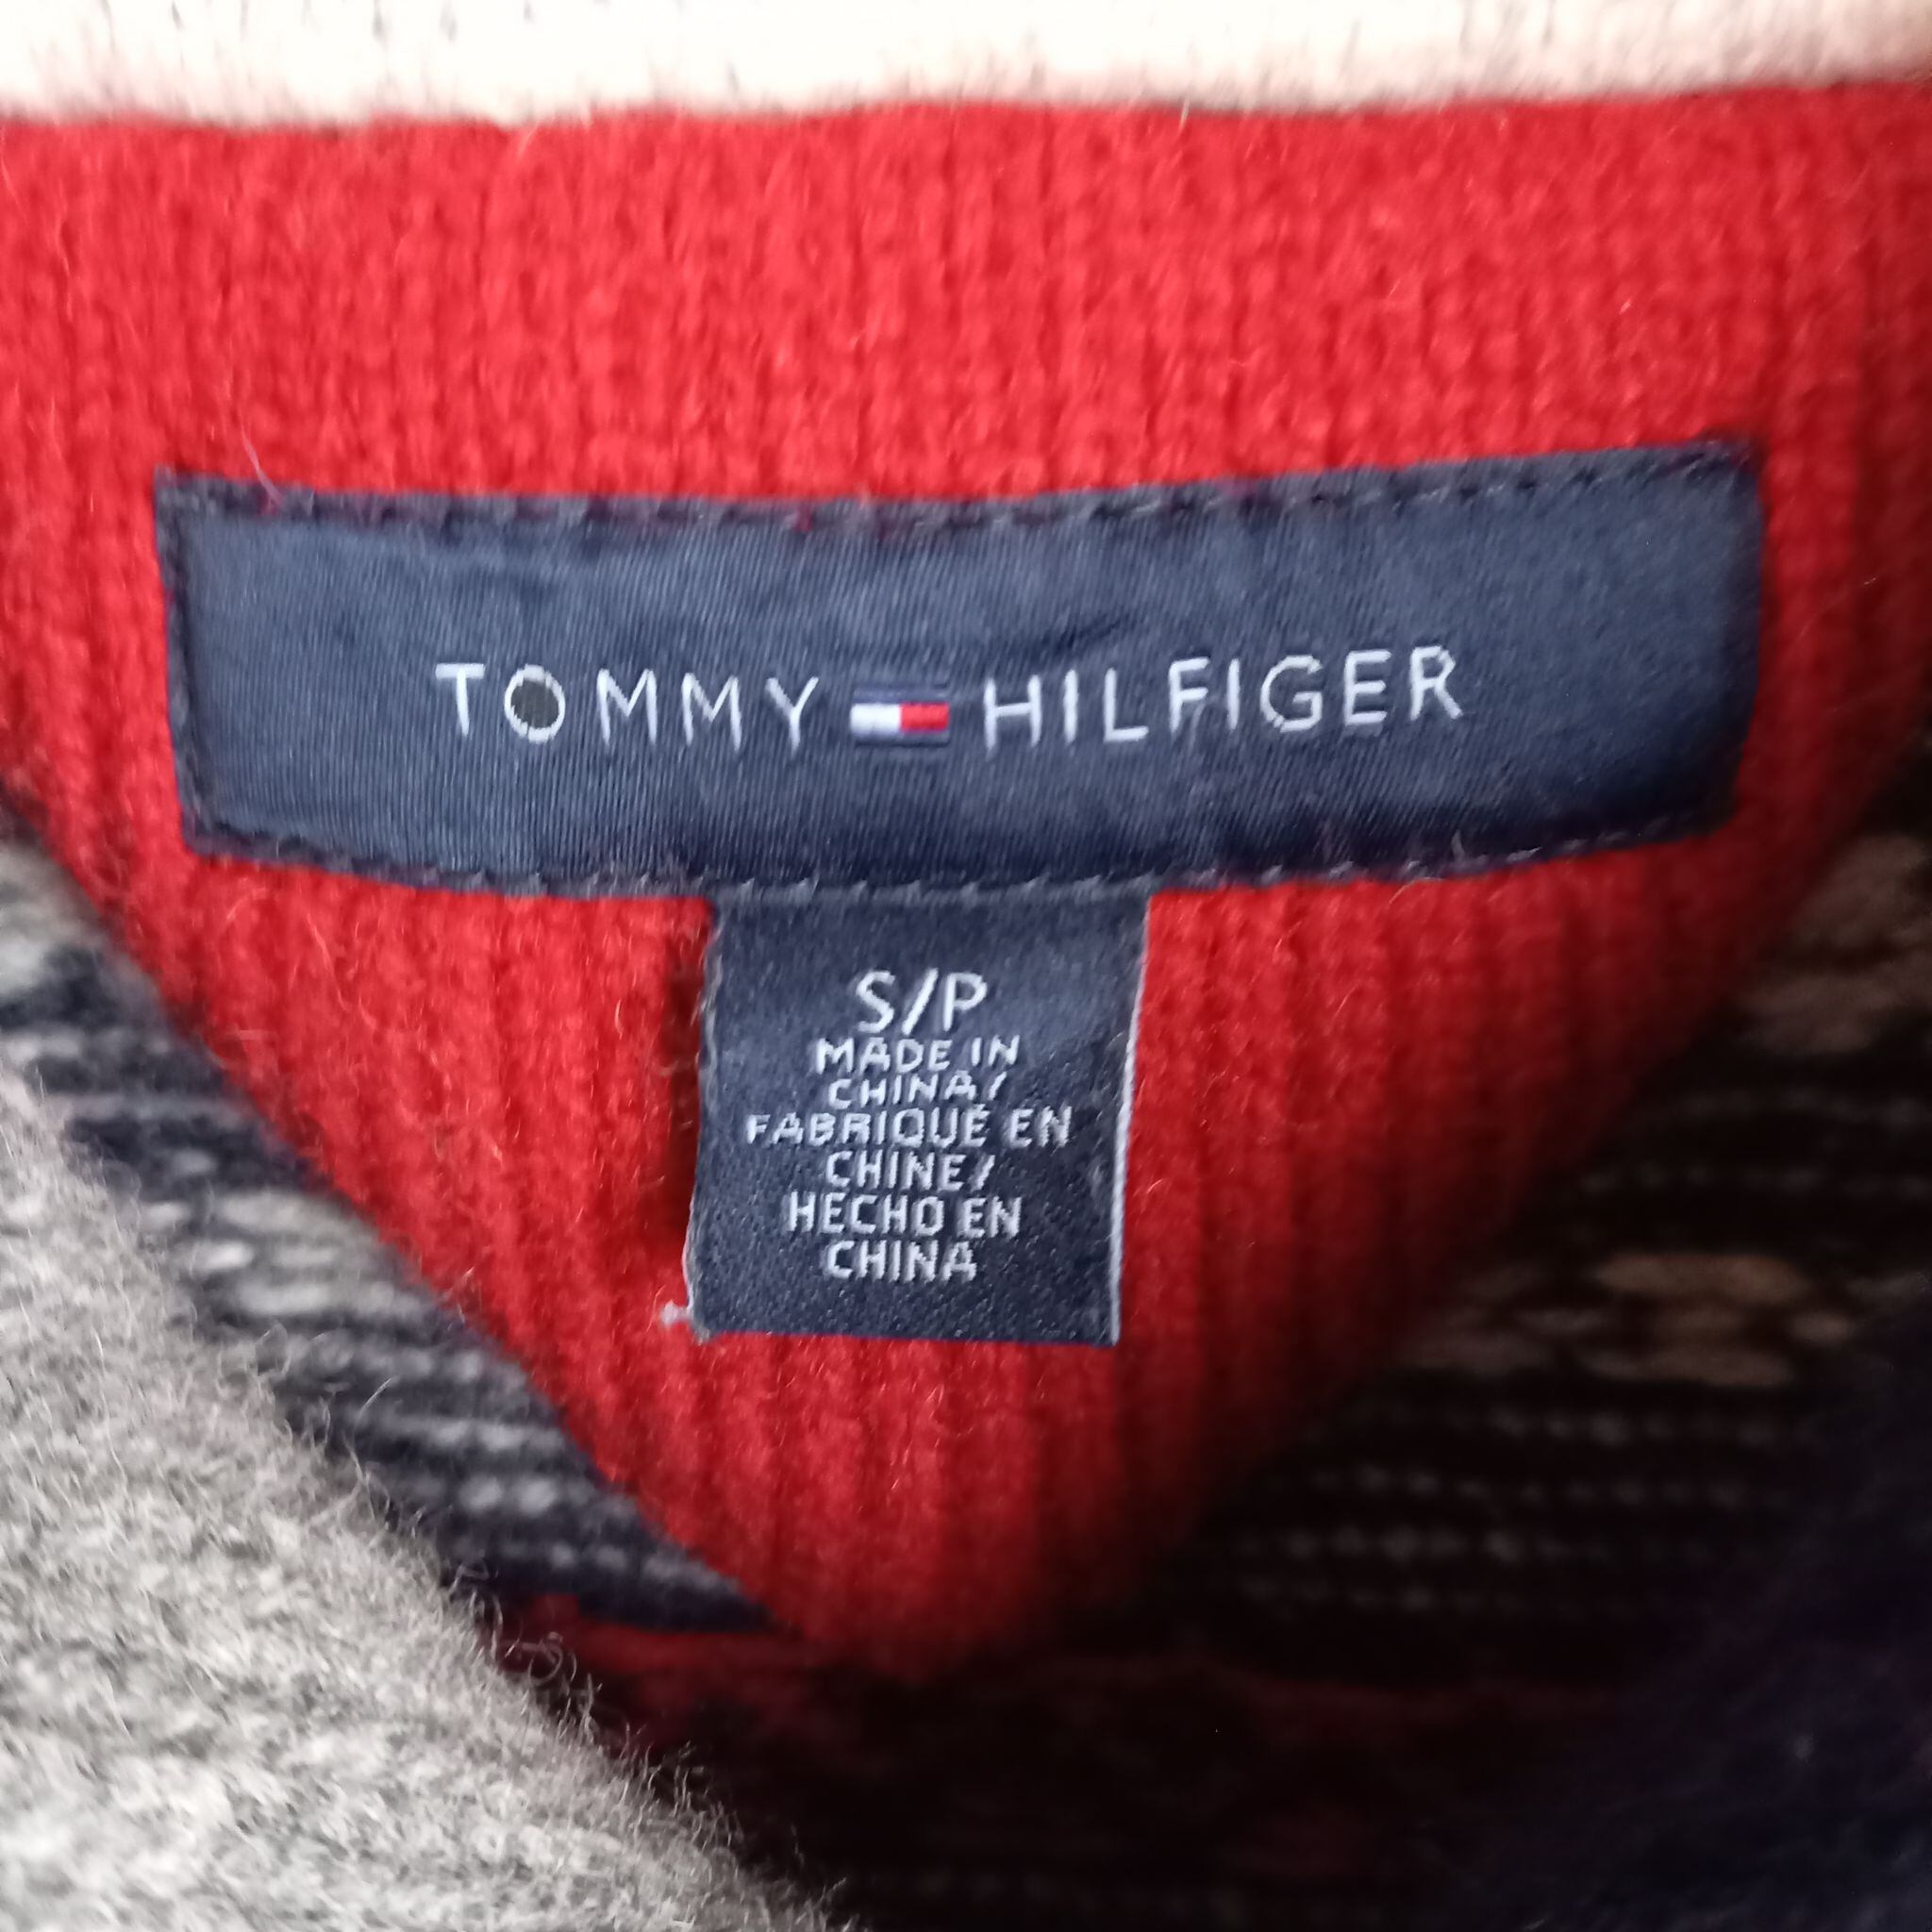 TOMMY HILFIGER
S/P
MADE IN
CHINA/
FABRIQUÉ EN
CHINE/
HECHO EN
CHINA